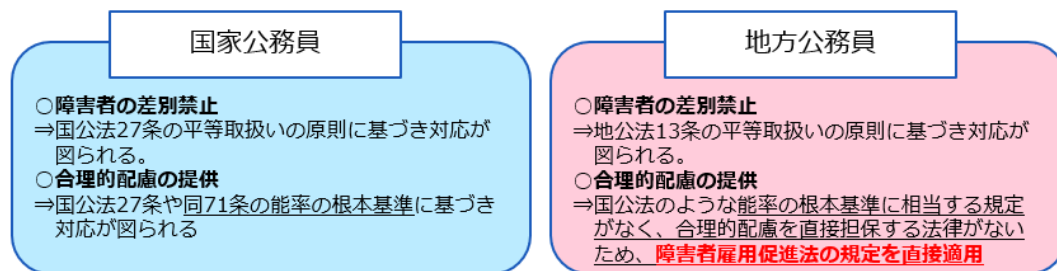 国家公務員
○障害者の差別禁止
⇒国公法27条の平等取扱いの原則に基づき対応が
図られる。
○合理的配慮の提供
⇒国公法27条や同71条の能率の根本基準に基づき
対応が図られる
地方公務員
○障害者の差別禁止
⇒地公法13条の平等取扱いの原則に基づき対応が
図られる。
○合理的配慮の提供
⇒国公法のような能率の根本基準に相当する規定
がなく、合理的配慮を直接担保する法律がない
ため、障害者雇用促進法の規定を直接適用